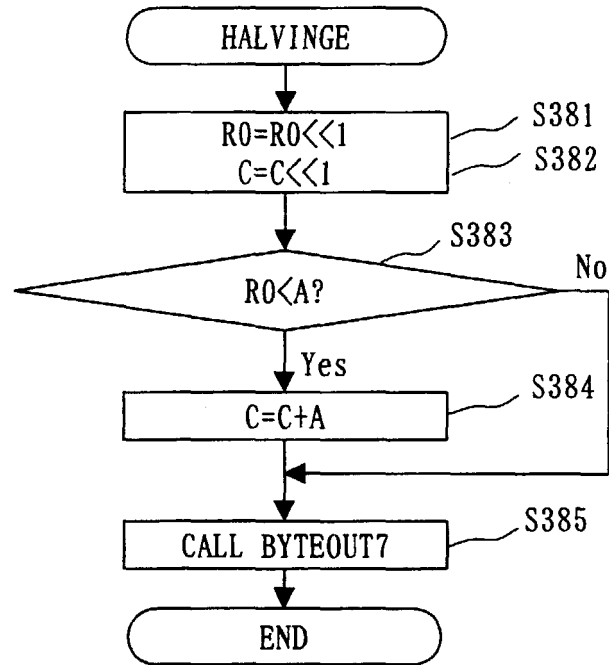 HALVINGE
R0=R0<<1
S381
C=C<<1
S382
S383
R0<A?
No
Yes
C=C+A
S384
CALL BYTEOUT7
S385
END